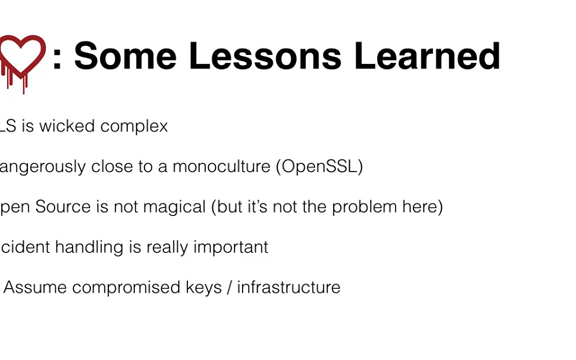 : Some Lessons Learned
LS is wicked complex
angerously close to a monoculture (OpenSSL)
pen Source is not magical (but it's not the problem here)
cident handling is really important
Assume compromised keys / infrastructure